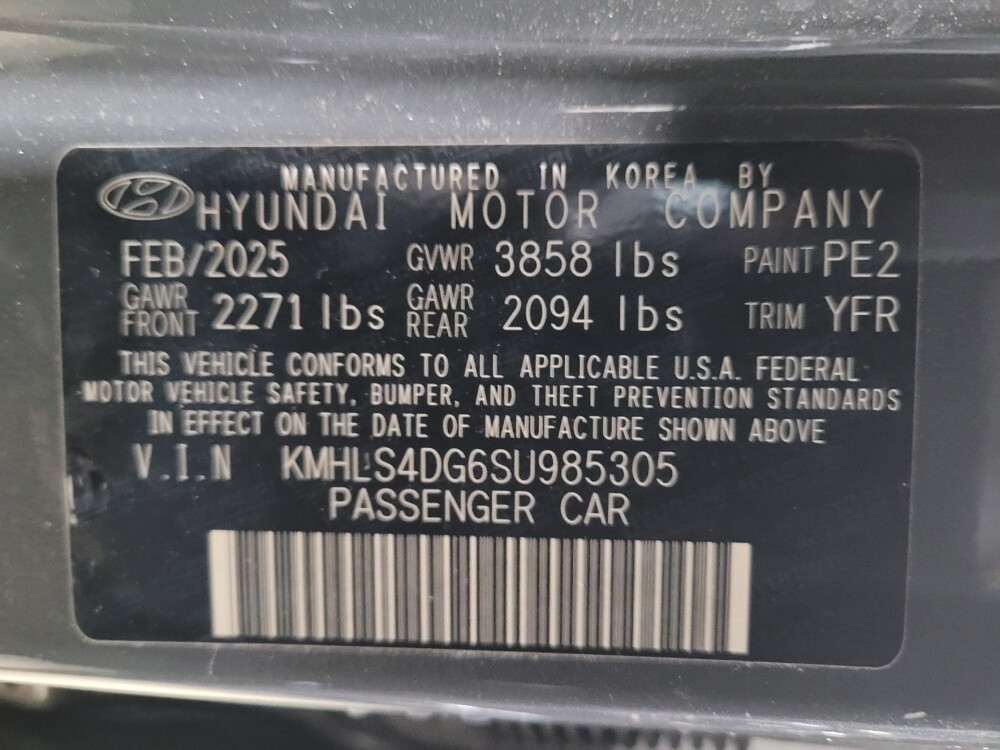 MANUFACTURED IN KOREA BY
HYUNDAI MOTOR COMPANY
FEB/2025 GVWR 3858 lbs PAINT PE2
GAWR FRONT 2271 lbs GAWR REAR 2094 lbs TRIM YFR
THIS VEHICLE CONFORMS TO ALL APPLICABLE U.S.A. FEDERAL
MOTOR VEHICLE SAFETY, BUMPER, AND THEFT PREVENTION STANDARDS
IN EFFECT ON THE DATE OF MANUFACTURE SHOWN ABOVE
V.I.N KMHLS4DG6SU985305
PASSENGER CAR